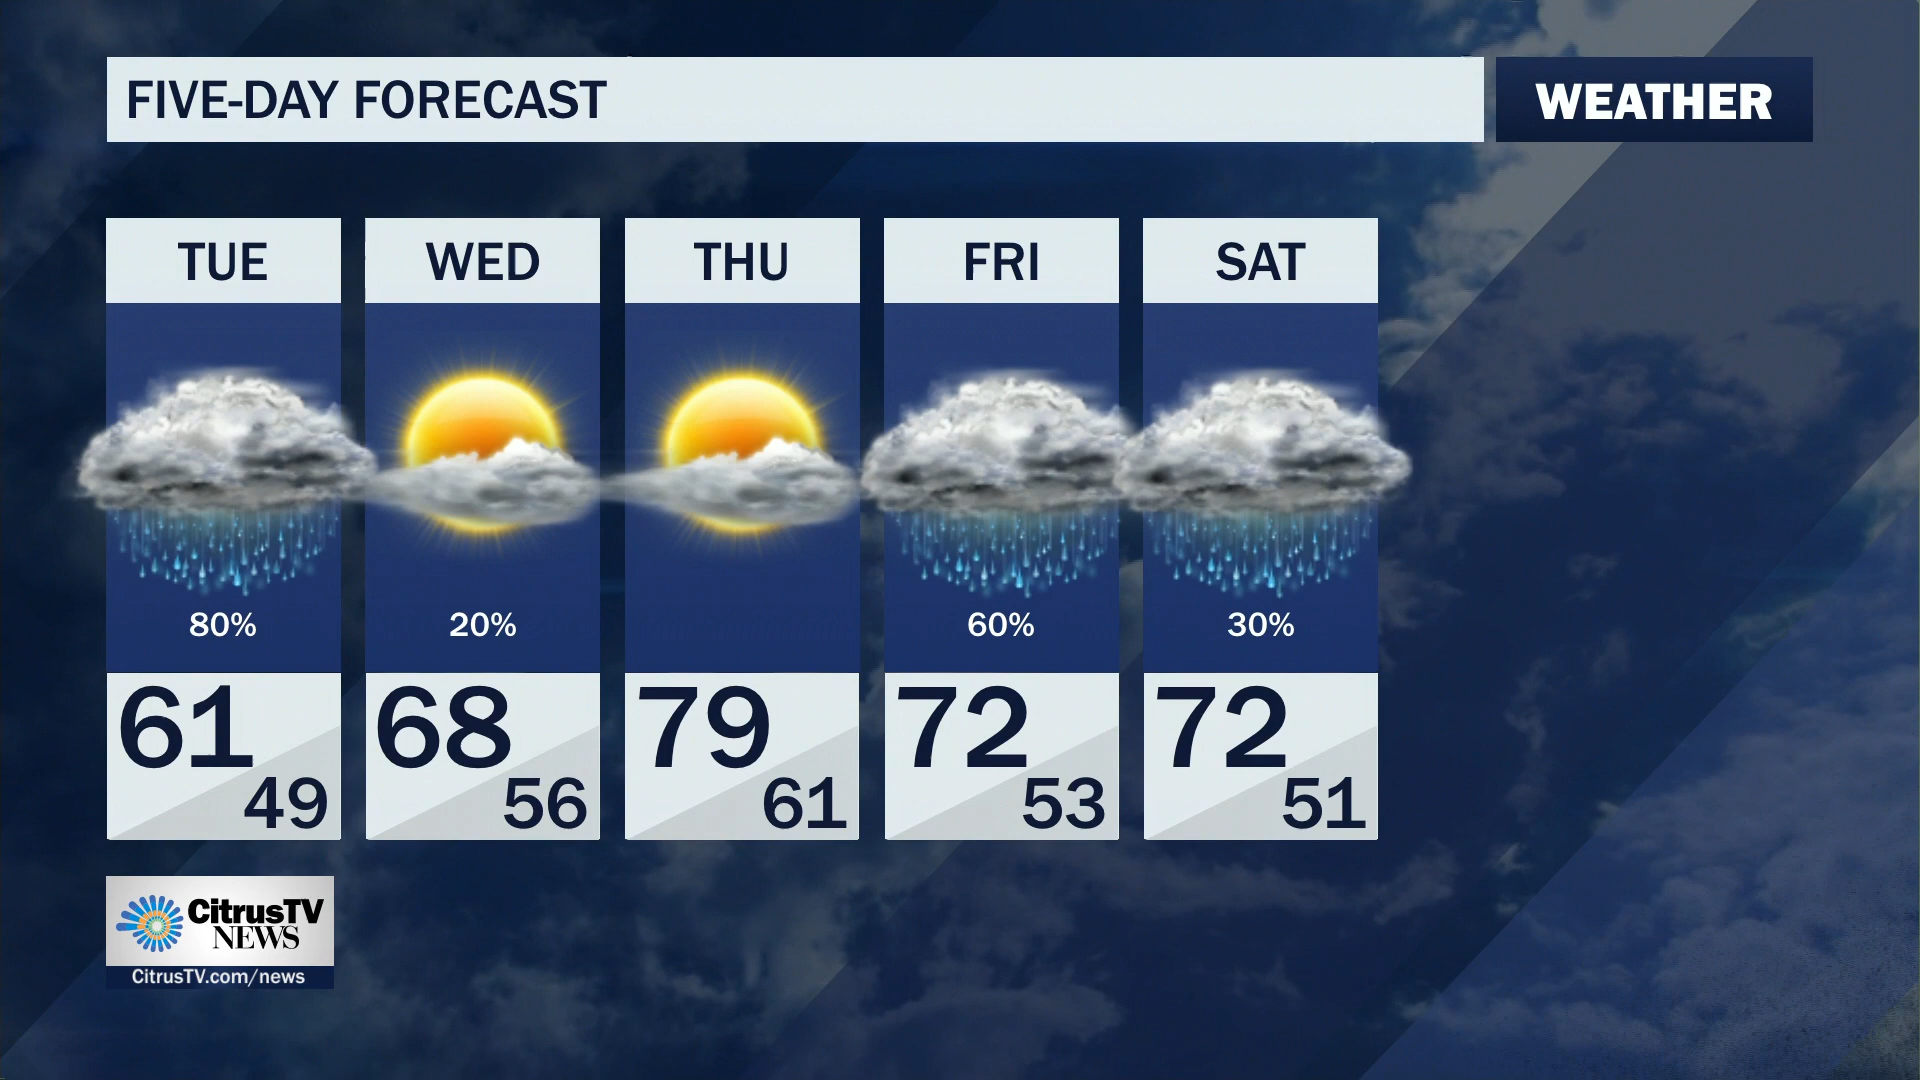 FIVE-DAY FORECAST
WEATHER
TUE
WED
THU
FRI
SAT
80%
20%
60%
30%
61
49
68
56
79
61
72
53
72
51
CitrusTV
NEWS
CitrusTV.com/news